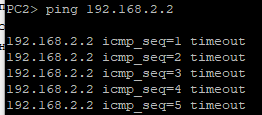 PC2> ping 192.168.2.2
192.168.2.2 icmp_seq=1 timeout
192.168.2.2 icmp_seq=2 timeout
192.168.2.2 icmp_seq=3 timeout
192.168.2.2 icmp_seq=4 timeout
192.168.2.2 icmp_seq=5 timeout